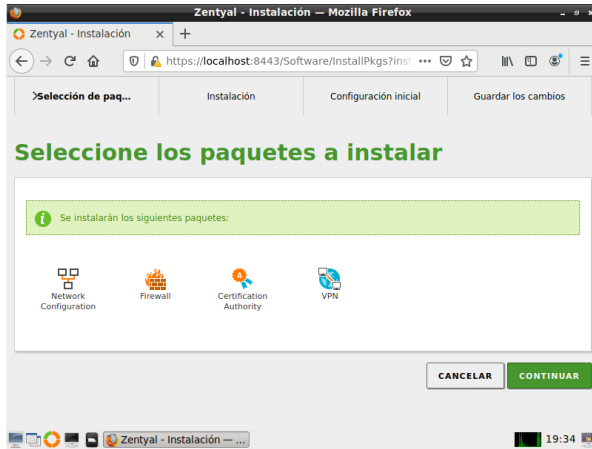 Zentyal - Instalación — Mozilla Firefox
Zentyal - Instalación
https://localhost:8443/Software/InstallPkgs?inst
Selección de paq...
Instalación
Configuración inicial
Guardar los cambios
Seleccione los paquetes a instalar
Se instalarán los siguientes paquetes:
Network
Configuration
Firewall
Certification
Authority
VPN
CANCELAR
CONTINUAR
Zentyal - Instalación — ...
19:34